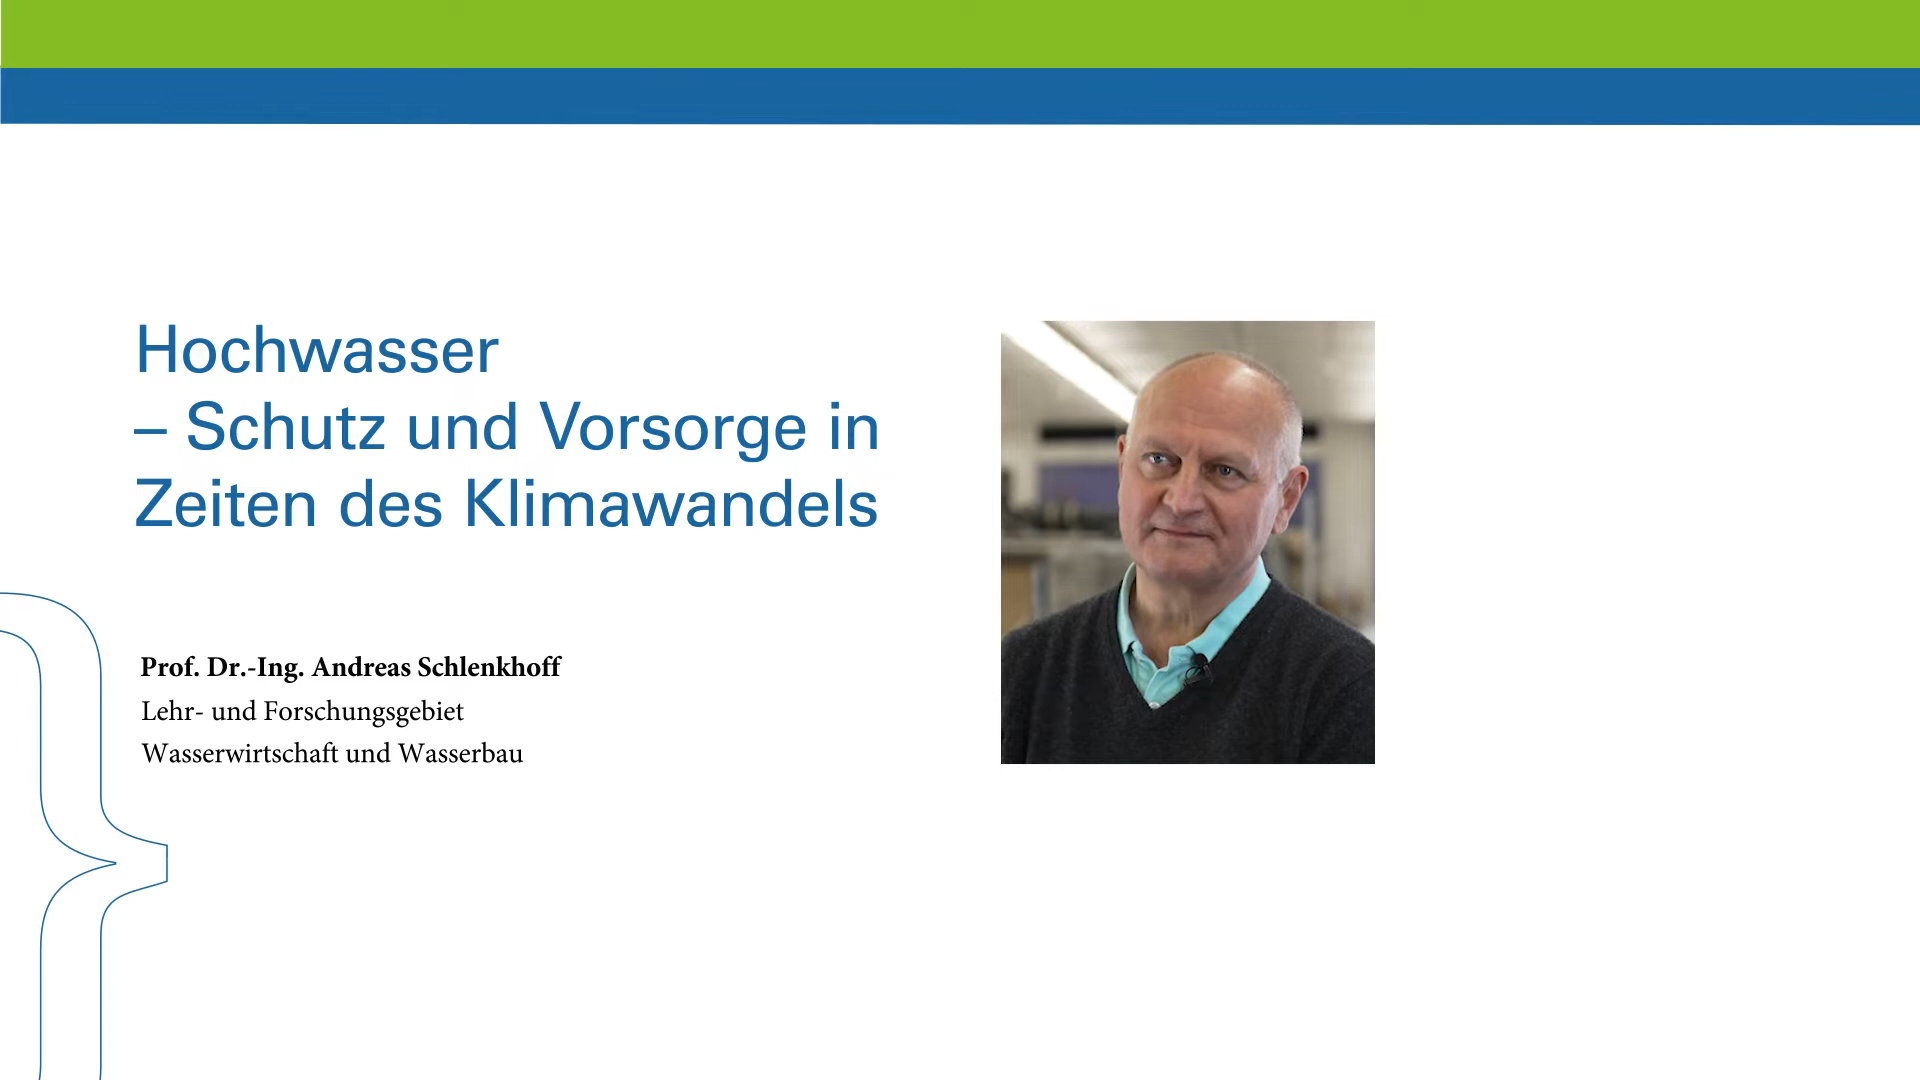 Hochwasser
– Schutz und Vorsorge in
Zeiten des Klimawandels
Prof. Dr.-Ing. Andreas Schlenkhoff
Lehr- und Forschungsgebiet
Wasserwirtschaft und Wasserbau